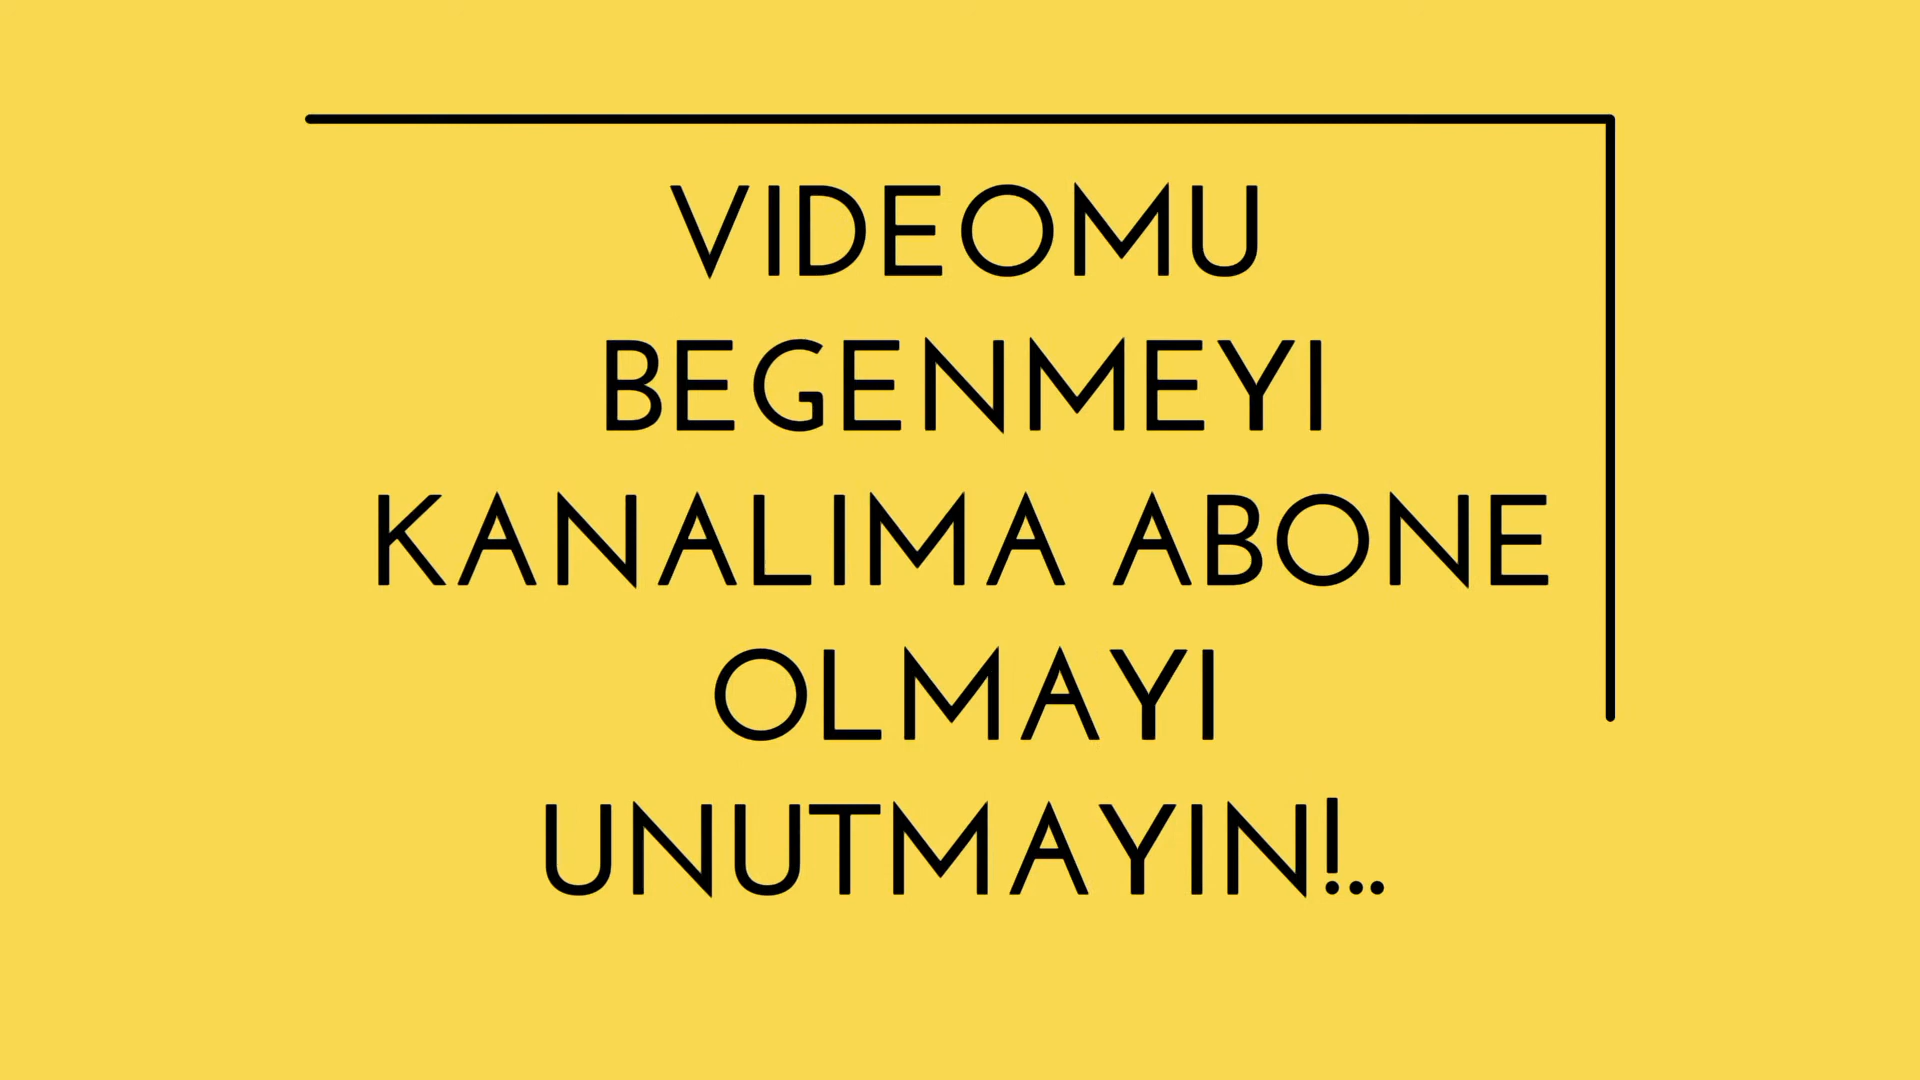 VIDEOMU
BEGENMEYI
KANALIMA ABONE
OLMAYI
UNUTMAYIN!..